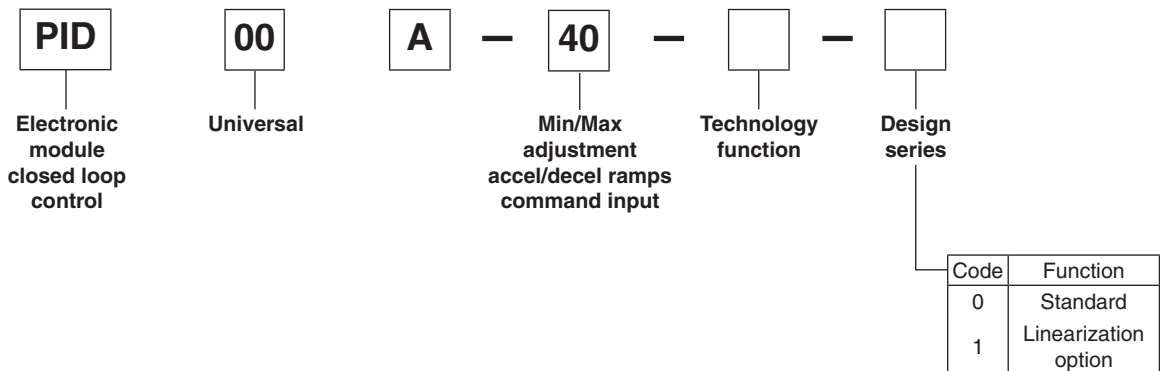 PID 00 A – 40 – –
Electronic
module
closed loop
control
Universal
Min/Max
adjustment
accel/decel ramps
command input
Technology
function
Design
series
Code Function
0 Standard
1 Linearization
option